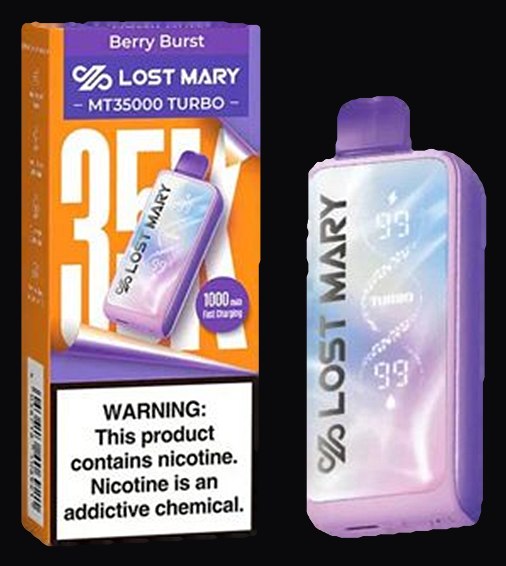 Berry Burst
LOST MARY
– MT35000 TURBO –
35K
LOST MARY
99
1000 mAh
Fast Charging
WARNING:
This product
contains nicotine.
Nicotine is an
addictive chemical.
LOST MARY
99
TURBO
99